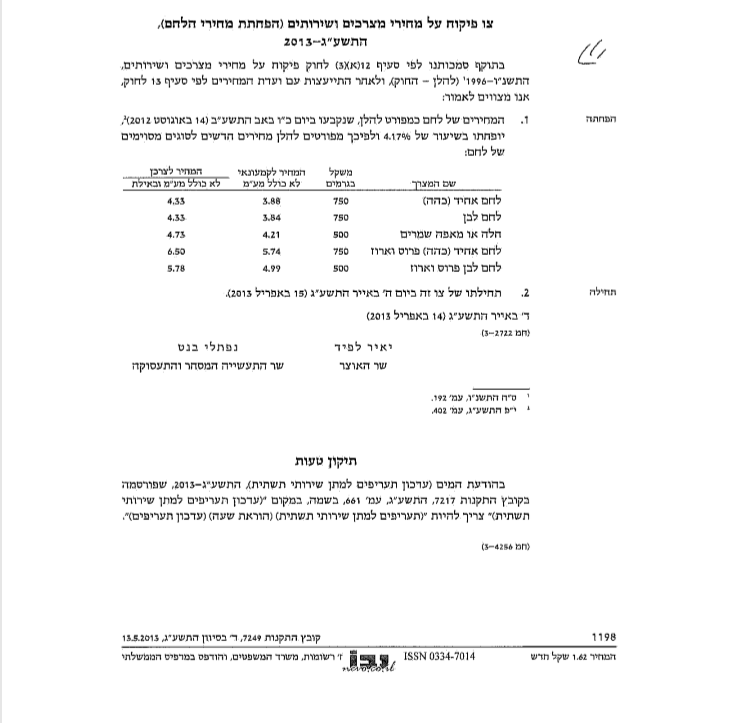 צו פיקוח על מחירי מצרכים ושירותים (הפחתת מחירי הלחם),
התשע"ג–2013
בתוקף סמכותנו לפי סעיף 12(א)(3) לחוק פיקוח על מחירי מצרכים ושירותים,
התשנ"ו–1996¹ (להלן – החוק), ולאחר התייעצות עם ועדת המחירים לפי סעיף 13 לחוק,
אנו מצווים לאמור:
הפחתה 1. המחירים של לחם כמפורט להלן, שנקבעו ביום כ"ו באב התשע"ב (14 באוגוסט 2012)²,
יופחתו בשיעור של 4.17% ולפיכך מפורטים להלן מחירים חדשים לסוגים מסוימים
של לחם:
שם המצרך משקל בגרמים המחיר לקמעונאי לא כולל מע"מ המחיר לצרכן לא כולל מע"מ ובאילת
לחם אחיד (כהה) 750 3.88 4.33
לחם לבן 750 3.84 4.33
חלה או מאפה שמרים 500 4.21 4.73
לחם אחיד (כהה) פרוס וארוז 750 5.74 6.50
לחם לבן פרוס וארוז 500 4.99 5.78
תחילה 2. תחילתו של צו זה ביום ה' באייר התשע"ג (15 באפריל 2013).
ד' באייר התשע"ג (14 באפריל 2013)
(חמ 2722–3)
יאיר לפיד נפתלי בנט
שר האוצר שר התעשייה המסחר והתעסוקה
¹ ס"ח התשנ"ו, עמ' 192.
² י"פ התשע"ג, עמ' 402.
תיקון טעות
בהודעת המים (עדכון תעריפים למתן שירותי תשתית), התשע"ג–2013, שפורסמה
בקובץ התקנות 7217, התשע"ג, עמ' 661, בשמה, במקום "(עדכון תעריפים למתן שירותי
תשתית)" צריך להיות "(תעריפים למתן שירותי תשתית) (הוראת שעה) (עדכון תעריפים)".
(חמ 4256–3)
1198 קובץ התקנות 7249, ד' בסיוון התשע"ג, 13.5.2013
המחיר 1.62 שקל חדש ISSN 0334-7014 נבו nevo.co.il ז' רשומות, משרד המשפטים, והודפס במדפיס הממשלתי